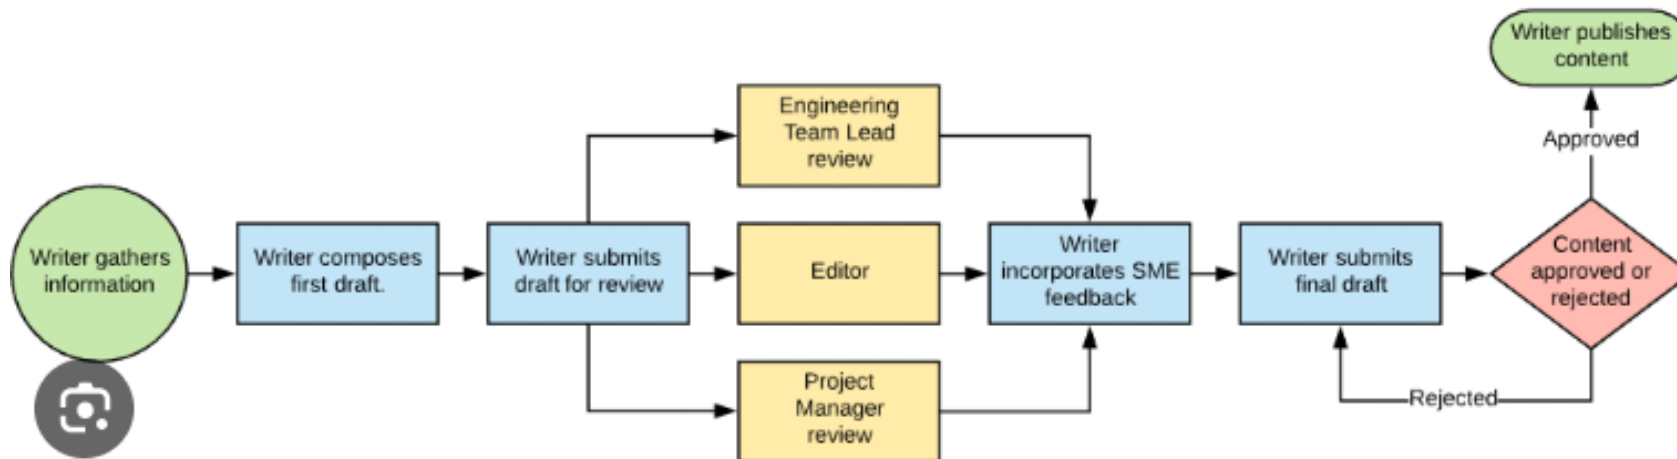 Writer gathers
information
Writer composes
first draft.
Writer submits
draft for review
Engineering
Team Lead
review
Editor
Project
Manager
review
Writer
incorporates SME
feedback
Writer submits
final draft
Content
approved or
rejected
Rejected
Approved
Writer publishes
content